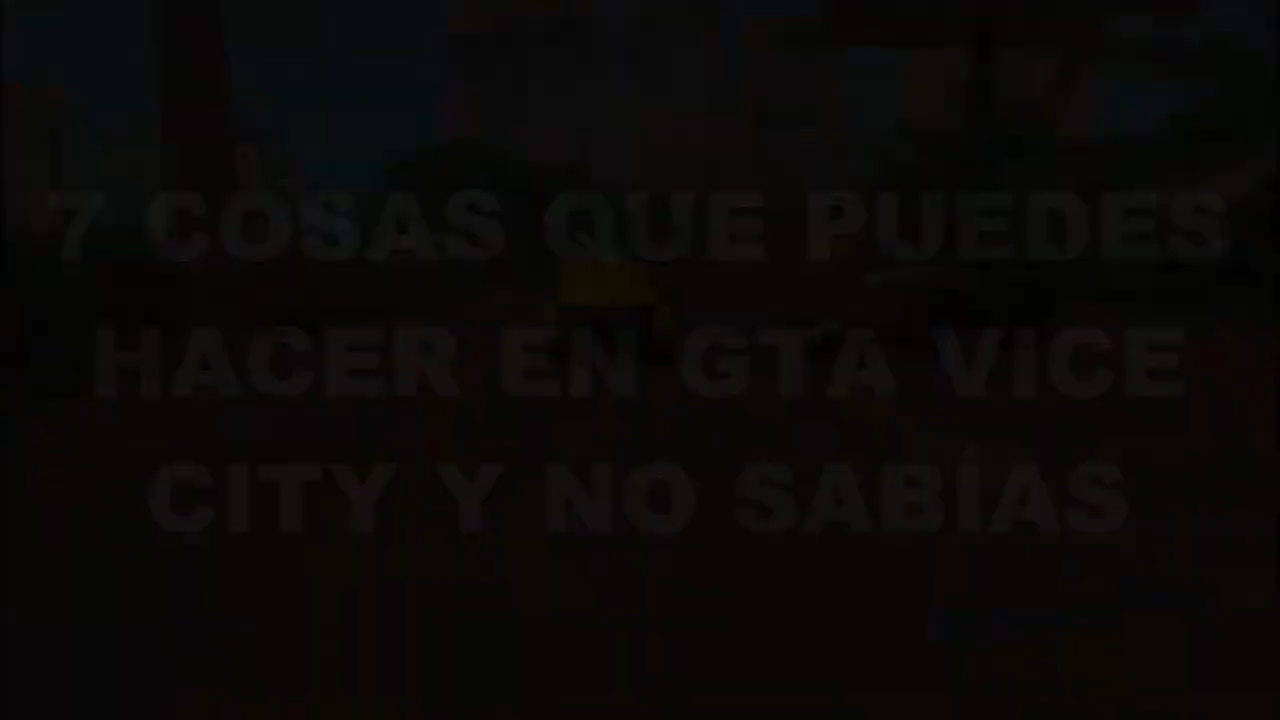 7 COSAS QUE PUEDES
HACER EN GTA VICE
CITY Y NO SABÍAS